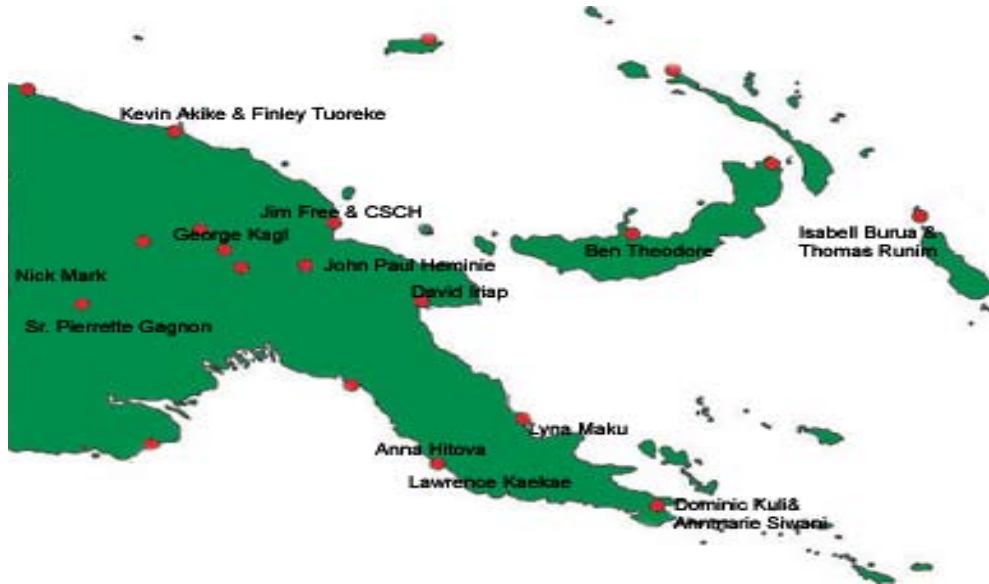 Kevin Akike & Finley Tuoreke
Jim Free & CSCH
George Kagl
Isabell Burua &
Thomas Runim
Ben Theodore
John Paul Heminie
Nick Mark
David Iriap
Sr. Pierrette Gagnon
Lyna Maku
Anna Hitova
Lawrence Kaekae
Dominic Kuli&
Annmarie Siwani